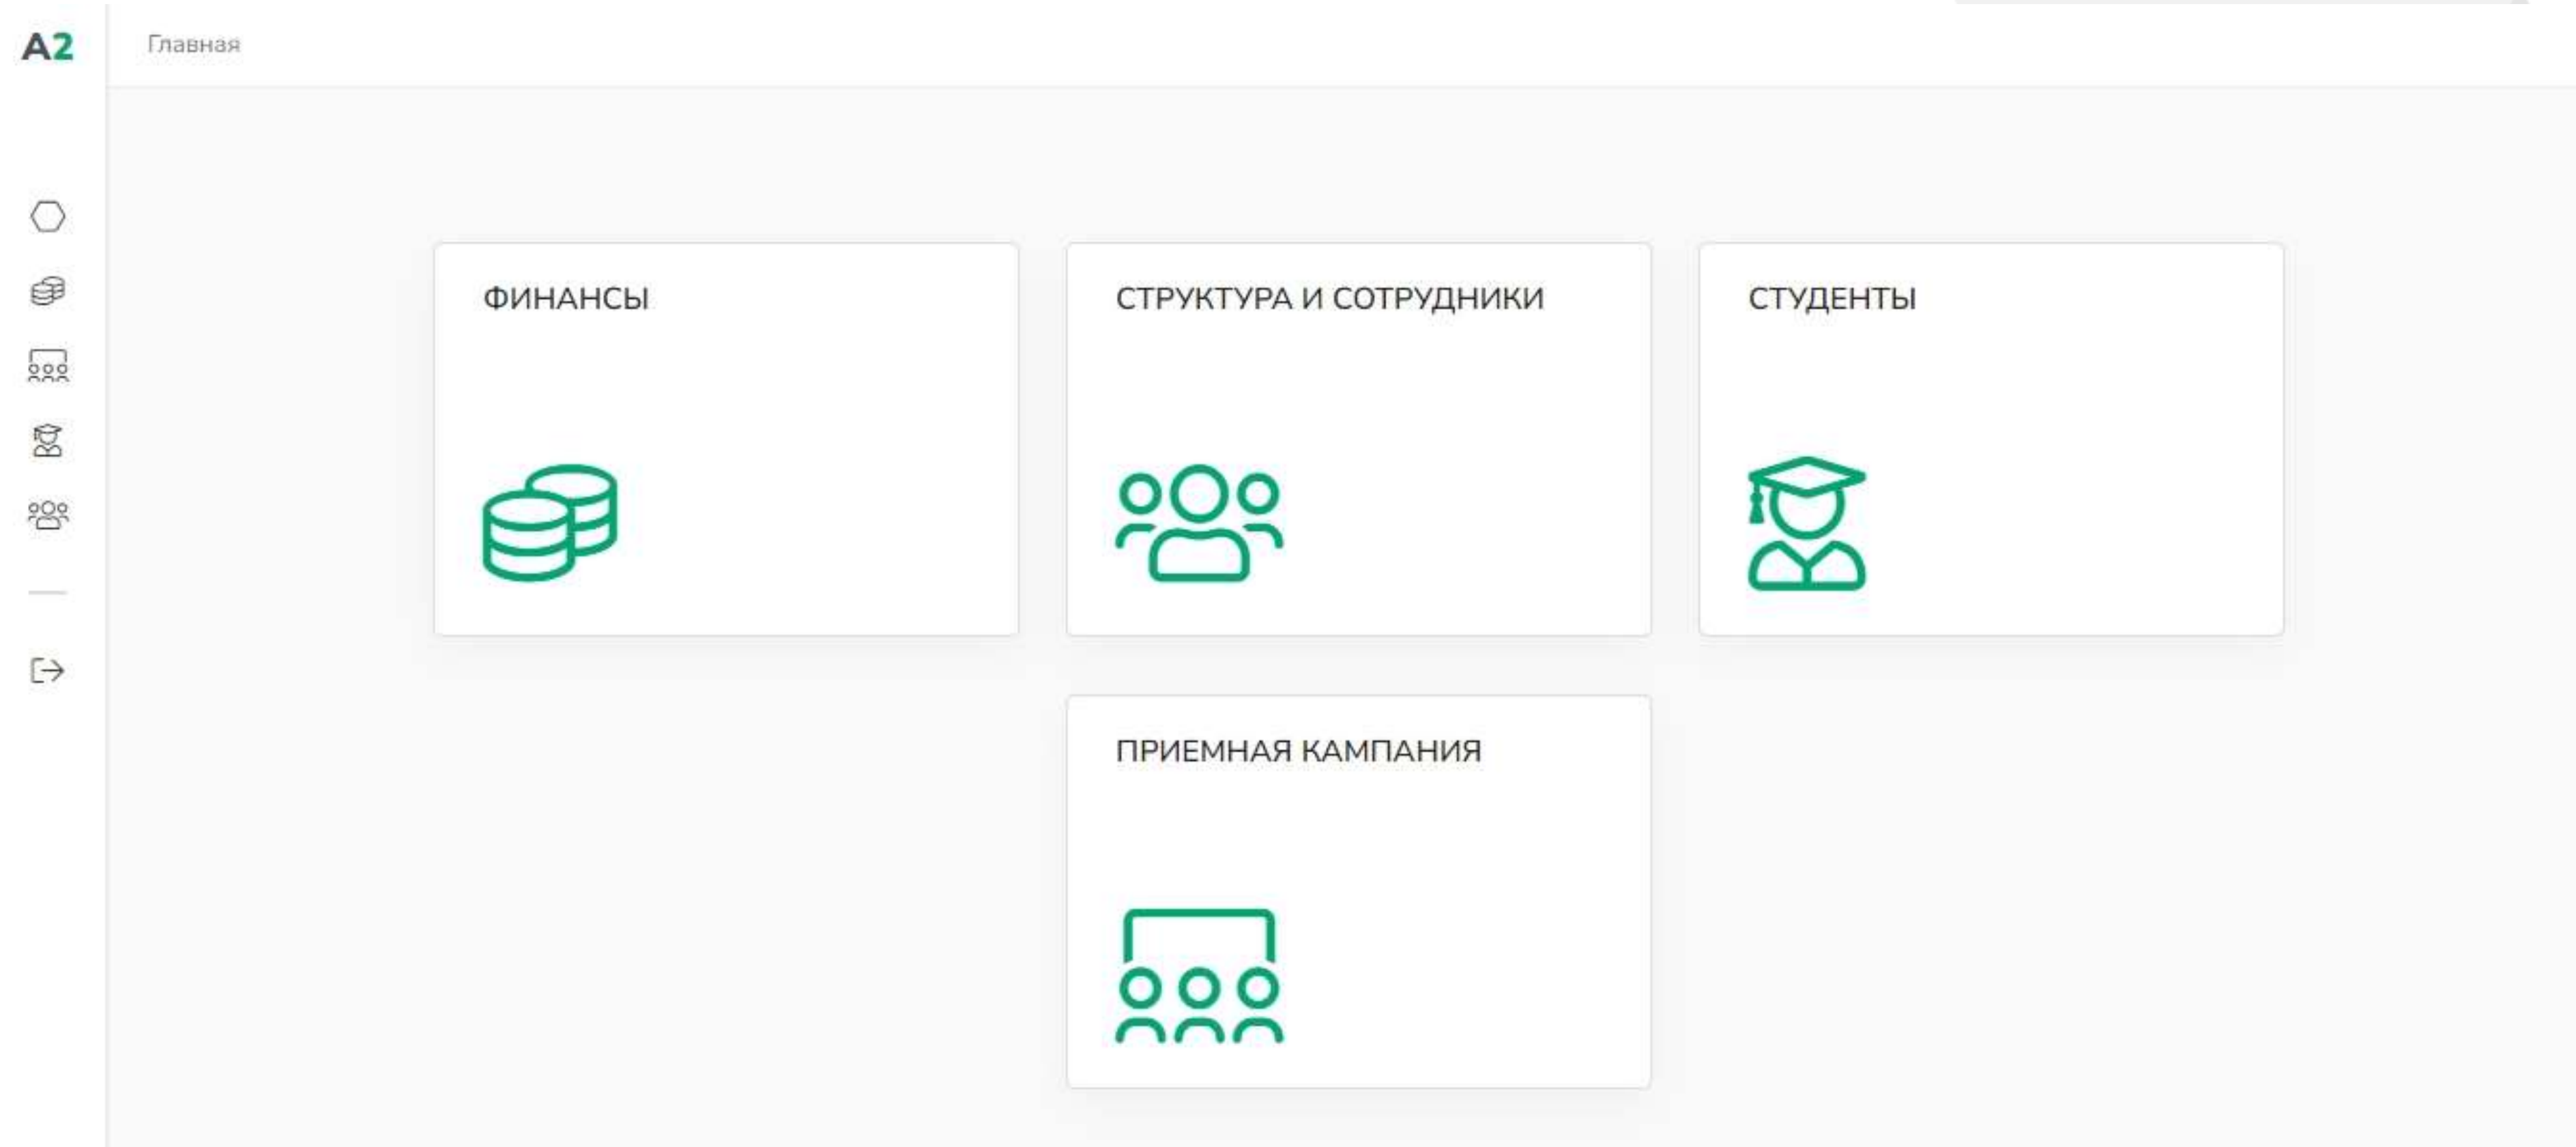 A2
Главная
ФИНАНСЫ
СТРУКТУРА И СОТРУДНИКИ
СТУДЕНТЫ
ПРИЕМНАЯ КАМПАНИЯ